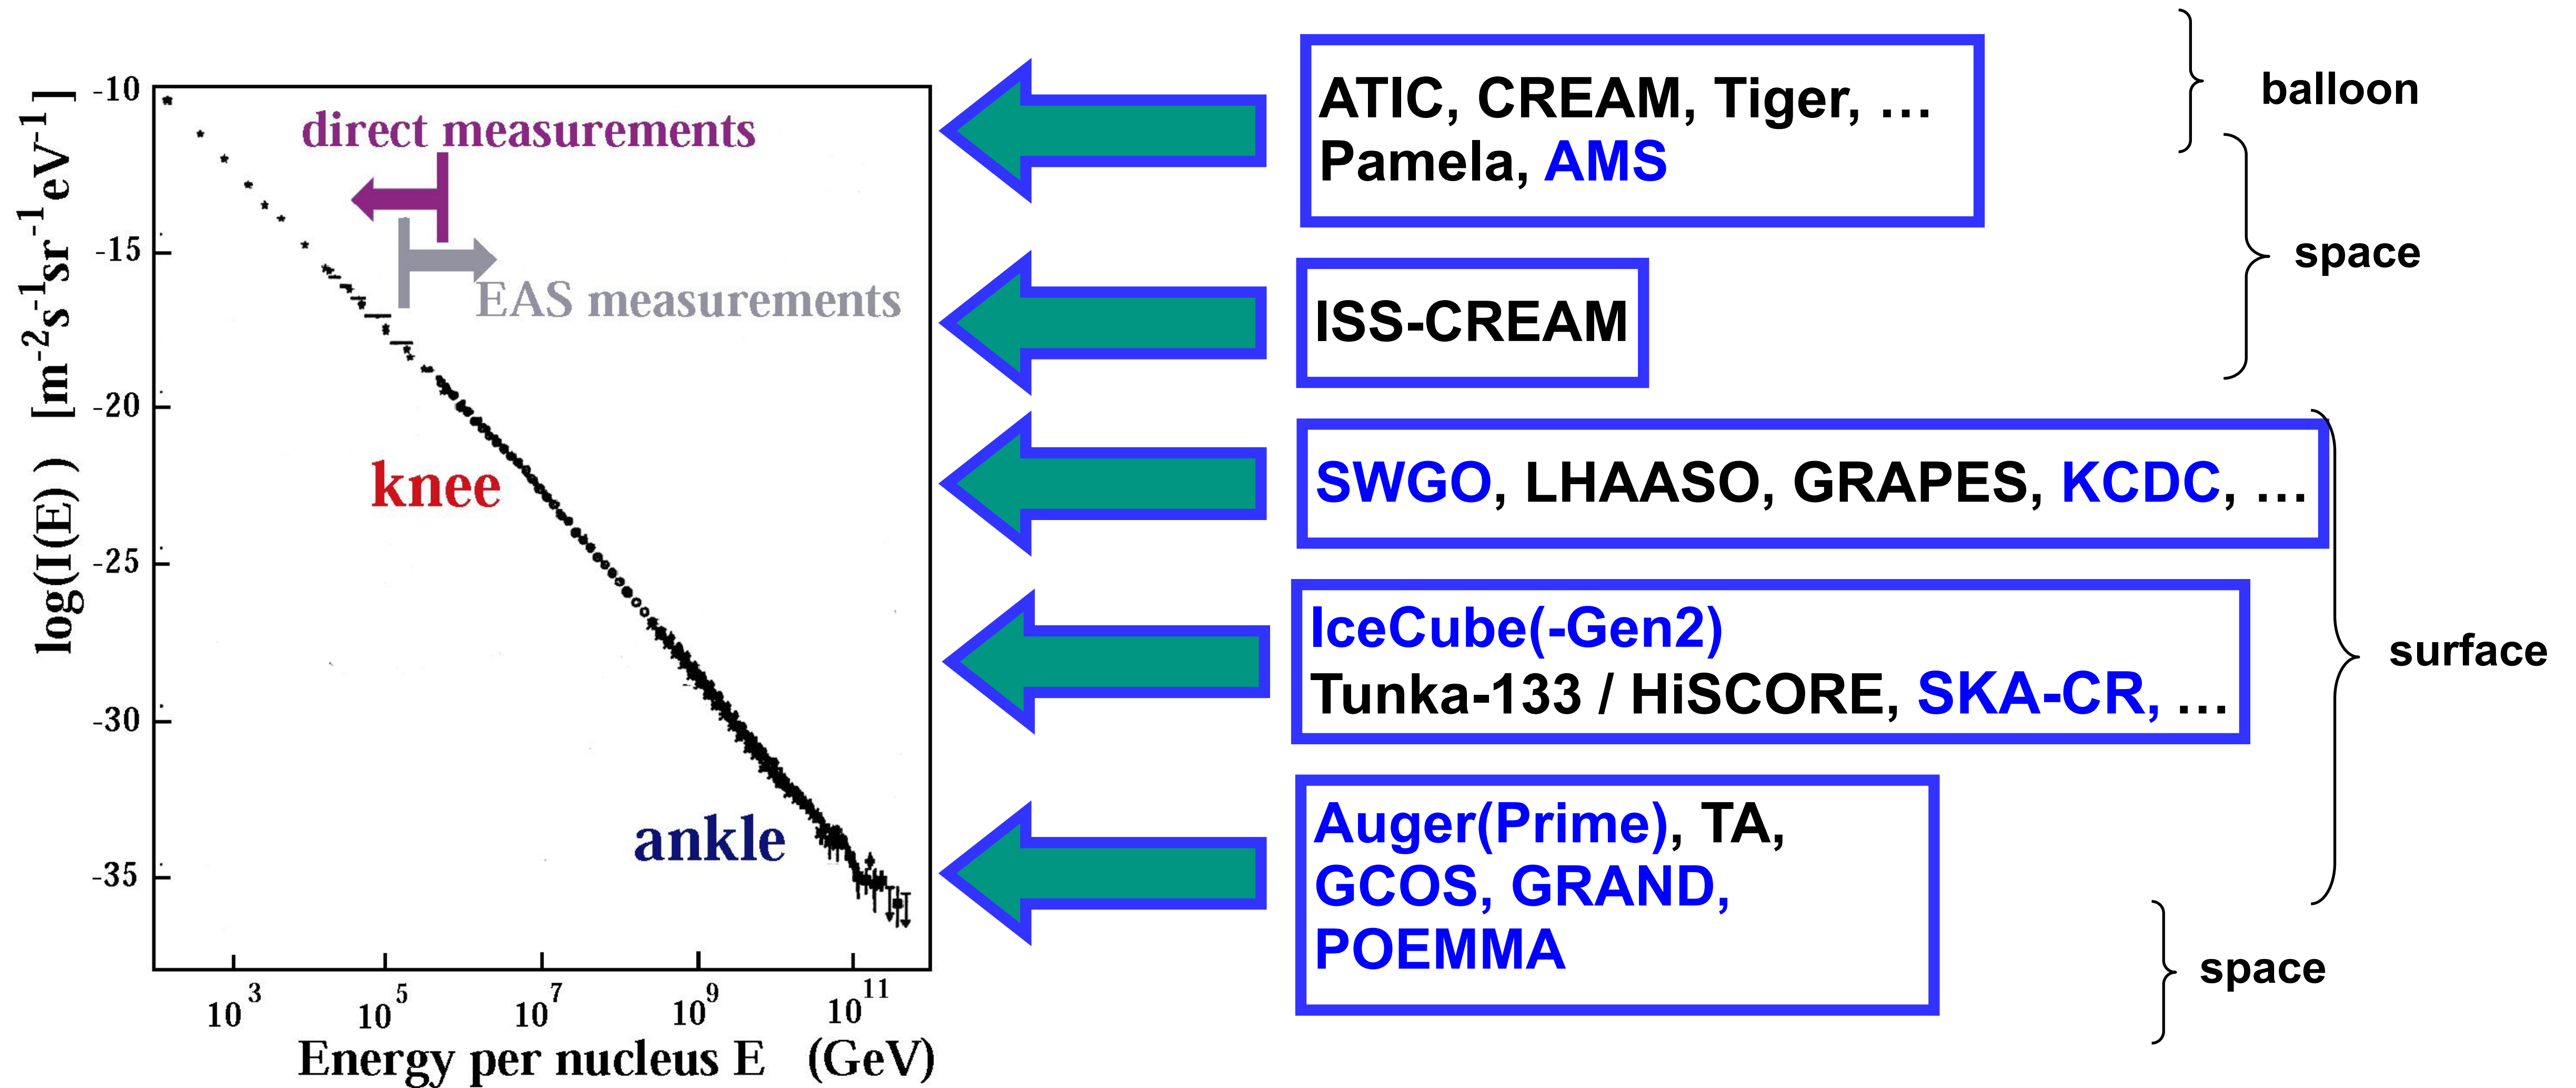 log(I(E) ) [m-2s-1sr-1eV-1]
-10
-15
-20
-25
-30
-35
direct measurements
EAS measurements
knee
ankle
10^3 10^5 10^7 10^9 10^11
Energy per nucleus E (GeV)
ATIC, CREAM, Tiger, …
Pamela, AMS
ISS-CREAM
SWGO, LHAASO, GRAPES, KCDC, …
IceCube(-Gen2)
Tunka-133 / HiSCORE, SKA-CR, …
Auger(Prime), TA,
GCOS, GRAND,
POEMMA
balloon
space
surface
space